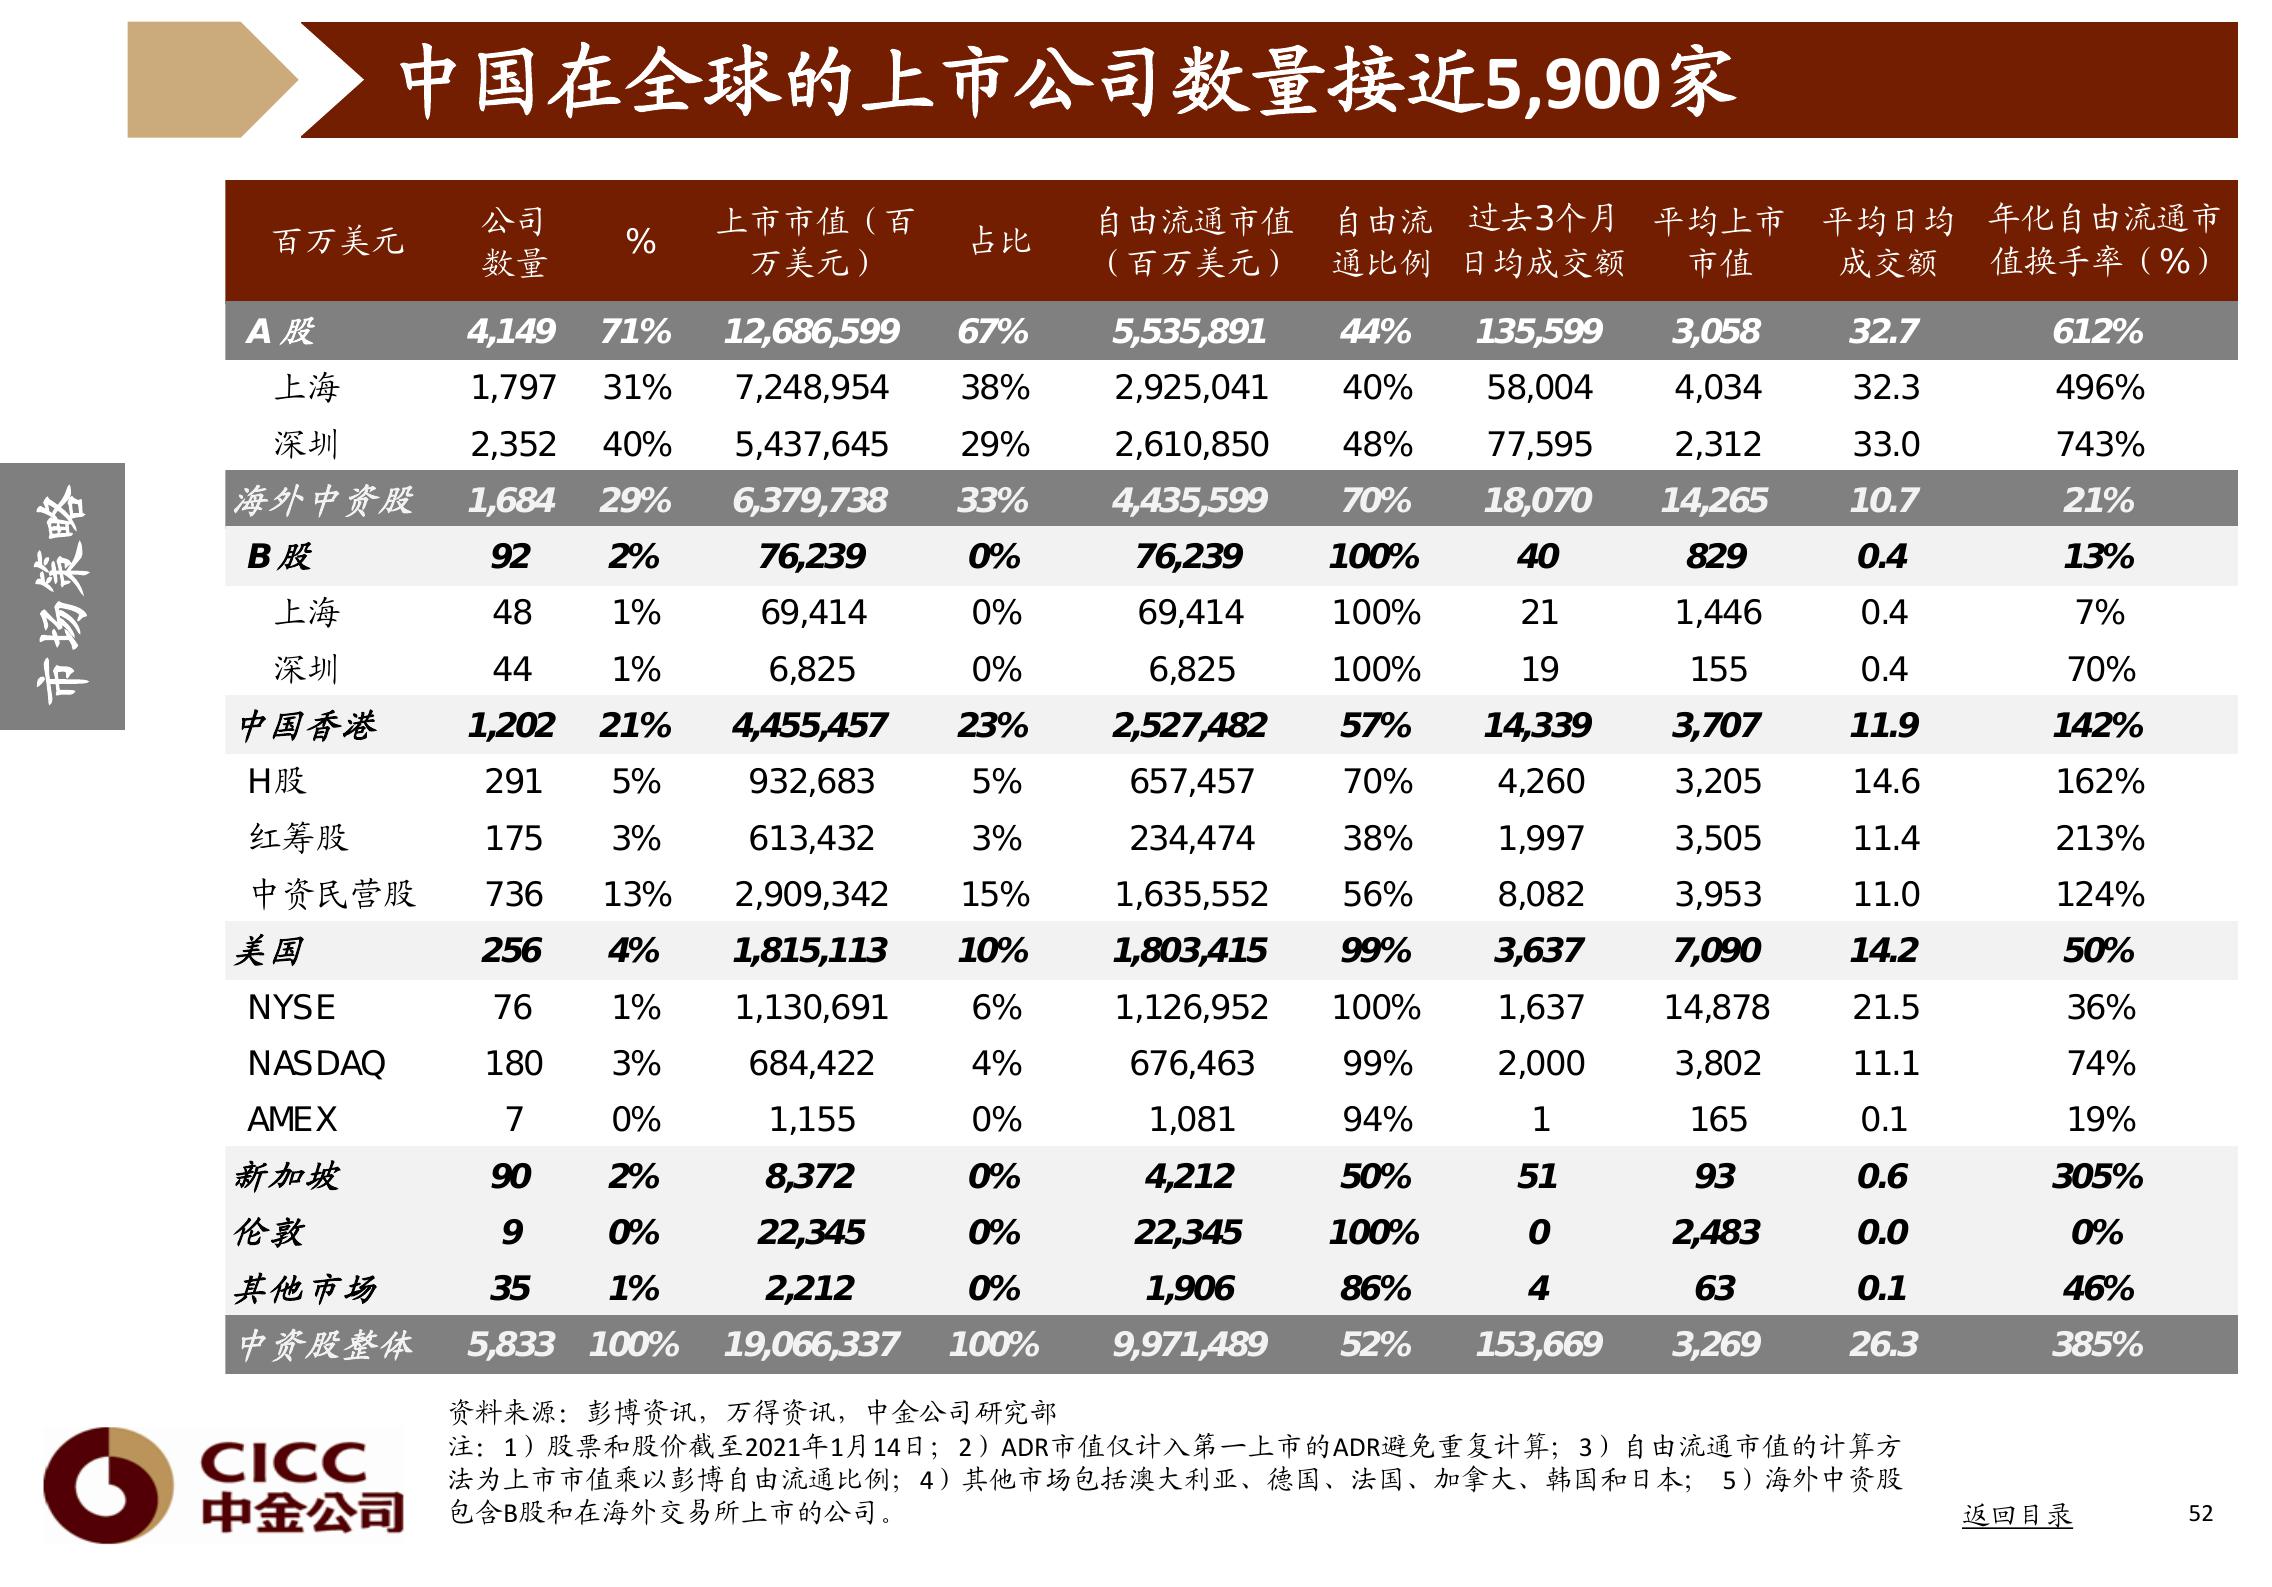 中国在全球的上市公司数量接近5,900家
百万美元 公司数量 % 上市市值（百万美元） 占比 自由流通市值（百万美元） 自由流通比例 过去3个月日均成交额 平均上市市值 平均日均成交额 年化自由流通市值换手率（%）
A 股 4,149 71% 12,686,599 67% 5,535,891 44% 135,599 3,058 32.7 612%
上海 1,797 31% 7,248,954 38% 2,925,041 40% 58,004 4,034 32.3 496%
深圳 2,352 40% 5,437,645 29% 2,610,850 48% 77,595 2,312 33.0 743%
海外中资股 1,684 29% 6,379,738 33% 4,435,599 70% 18,070 14,265 10.7 21%
B 股 92 2% 76,239 0% 76,239 100% 40 829 0.4 13%
上海 48 1% 69,414 0% 69,414 100% 21 1,446 0.4 7%
深圳 44 1% 6,825 0% 6,825 100% 19 155 0.4 70%
中国香港 1,202 21% 4,455,457 23% 2,527,482 57% 14,339 3,707 11.9 142%
H股 291 5% 932,683 5% 657,457 70% 4,260 3,205 14.6 162%
红筹股 175 3% 613,432 3% 234,474 38% 1,997 3,505 11.4 213%
中资民营股 736 13% 2,909,342 15% 1,635,552 56% 8,082 3,953 11.0 124%
美国 256 4% 1,815,113 10% 1,803,415 99% 3,637 7,090 14.2 50%
NYSE 76 1% 1,130,691 6% 1,126,952 100% 1,637 14,878 21.5 36%
NASDAQ 180 3% 684,422 4% 676,463 99% 2,000 3,802 11.1 74%
AMEX 7 0% 1,155 0% 1,081 94% 1 165 0.1 19%
新加坡 90 2% 8,372 0% 4,212 50% 51 93 0.6 305%
伦敦 9 0% 22,345 0% 22,345 100% 0 2,483 0.0 0%
其他市场 35 1% 2,212 0% 1,906 86% 4 63 0.1 46%
中资股整体 5,833 100% 19,066,337 100% 9,971,489 52% 153,669 3,269 26.3 385%
市场策略
资料来源：彭博资讯，万得资讯，中金公司研究部
注：1）股票和股价截至2021年1月14日；2）ADR市值仅计入第一上市的ADR避免重复计算；3）自由流通市值的计算方
法为上市市值乘以彭博自由流通比例；4）其他市场包括澳大利亚、德国、法国、加拿大、韩国和日本； 5）海外中资股
包含B股和在海外交易所上市的公司。
CICC
中金公司
返回目录
52